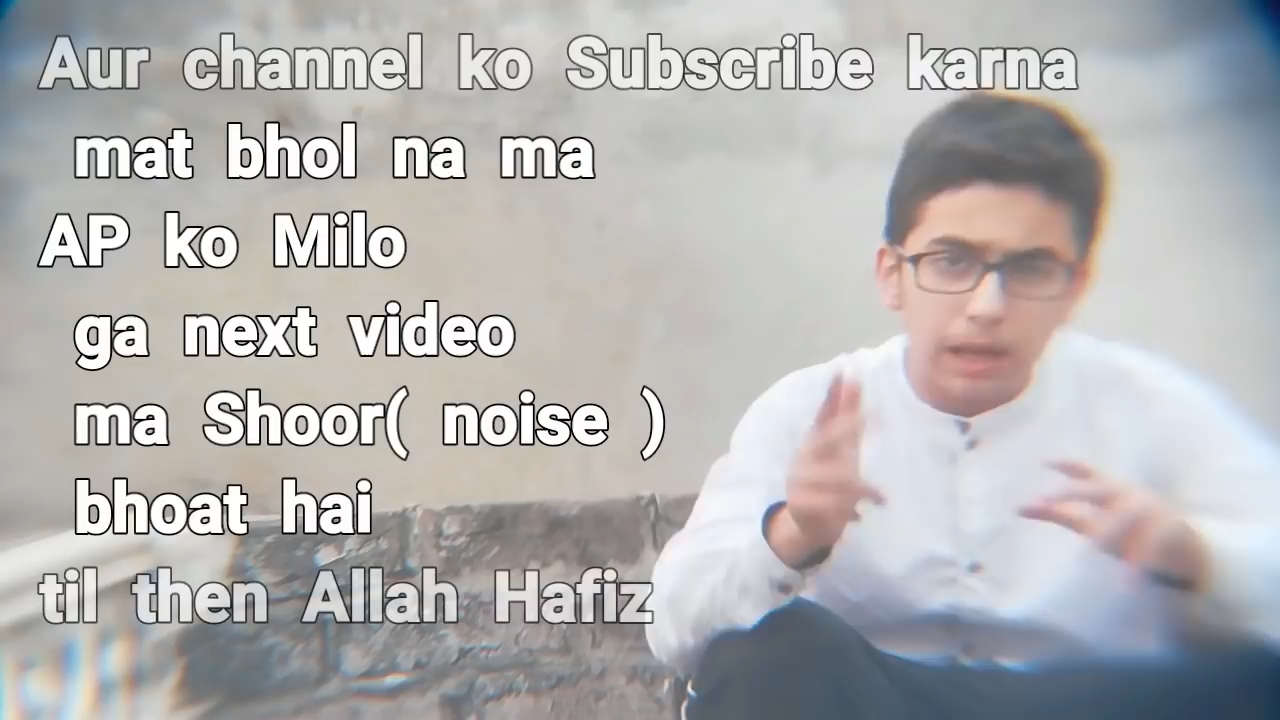 Aur channel ko Subscribe karna
mat bhol na ma
AP ko Milo
ga next video
ma Shoor( noise )
bhoat hai
til then Allah Hafiz